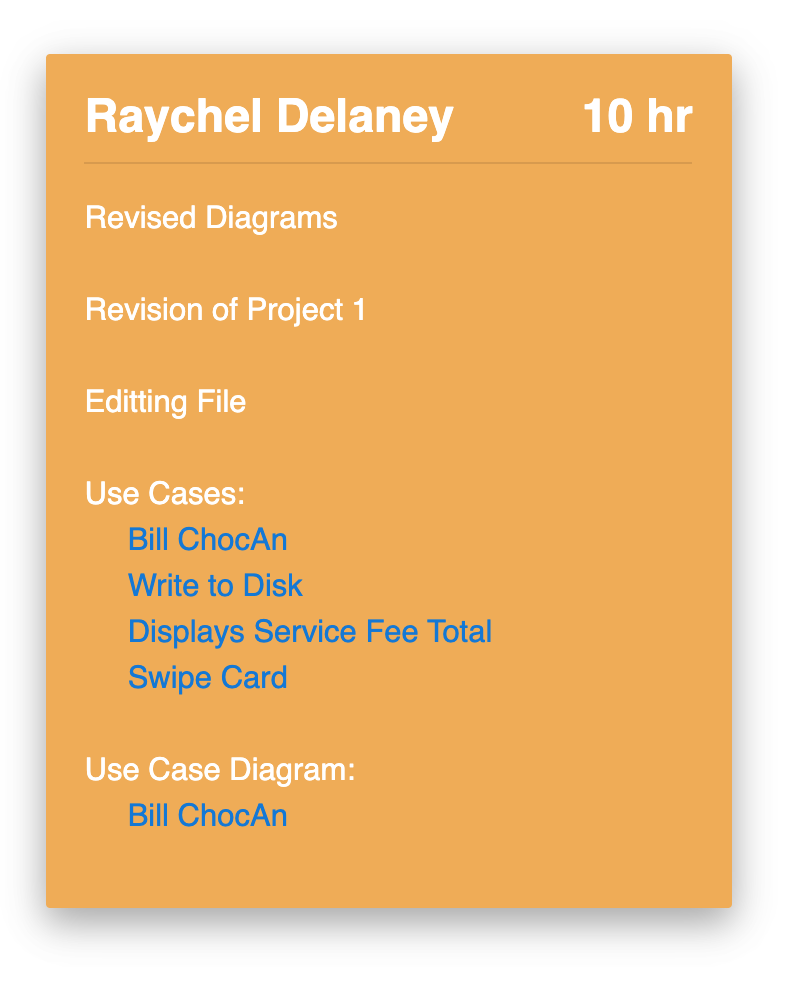 Raychel Delaney 10 hr
Revised Diagrams
Revision of Project 1
Editting File
Use Cases:
Bill ChocAn
Write to Disk
Displays Service Fee Total
Swipe Card
Use Case Diagram:
Bill ChocAn